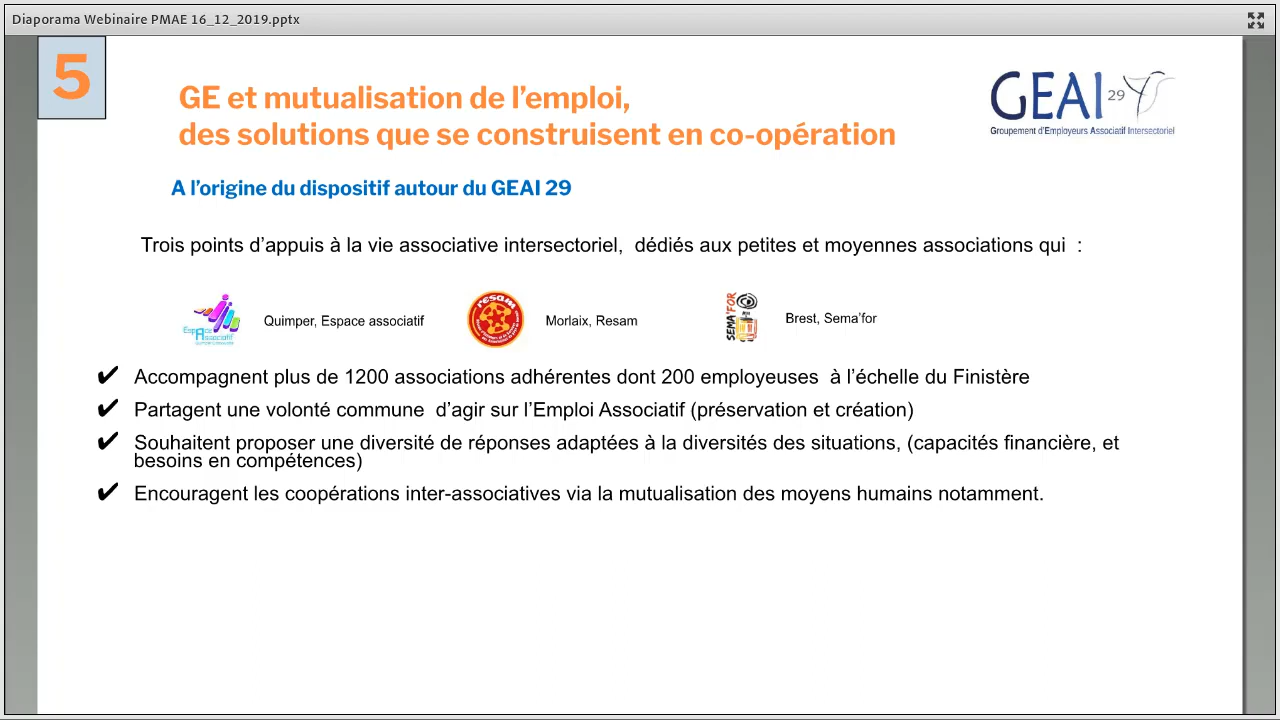 Diaporama Webinaire PMAE 16_12_2019.pptx
5
GE et mutualisation de l'emploi,
des solutions que se construisent en co-opération
GEAI 29
Groupement d'Employeurs Associatif Intersectoriel
A l'origine du dispositif autour du GEAI 29
Trois points d'appuis à la vie associative intersectoriel, dédiés aux petites et moyennes associations qui :
Espace Associatif
Quimper, Espace associatif
resam
Morlaix, Resam
SEMA'FOR
Brest, Sema'for
✔ Accompagnent plus de 1200 associations adhérentes dont 200 employeuses à l'échelle du Finistère
✔ Partagent une volonté commune d'agir sur l'Emploi Associatif (préservation et création)
✔ Souhaitent proposer une diversité de réponses adaptées à la diversités des situations, (capacités financière, et
besoins en compétences)
✔ Encouragent les coopérations inter-associatives via la mutualisation des moyens humains notamment.